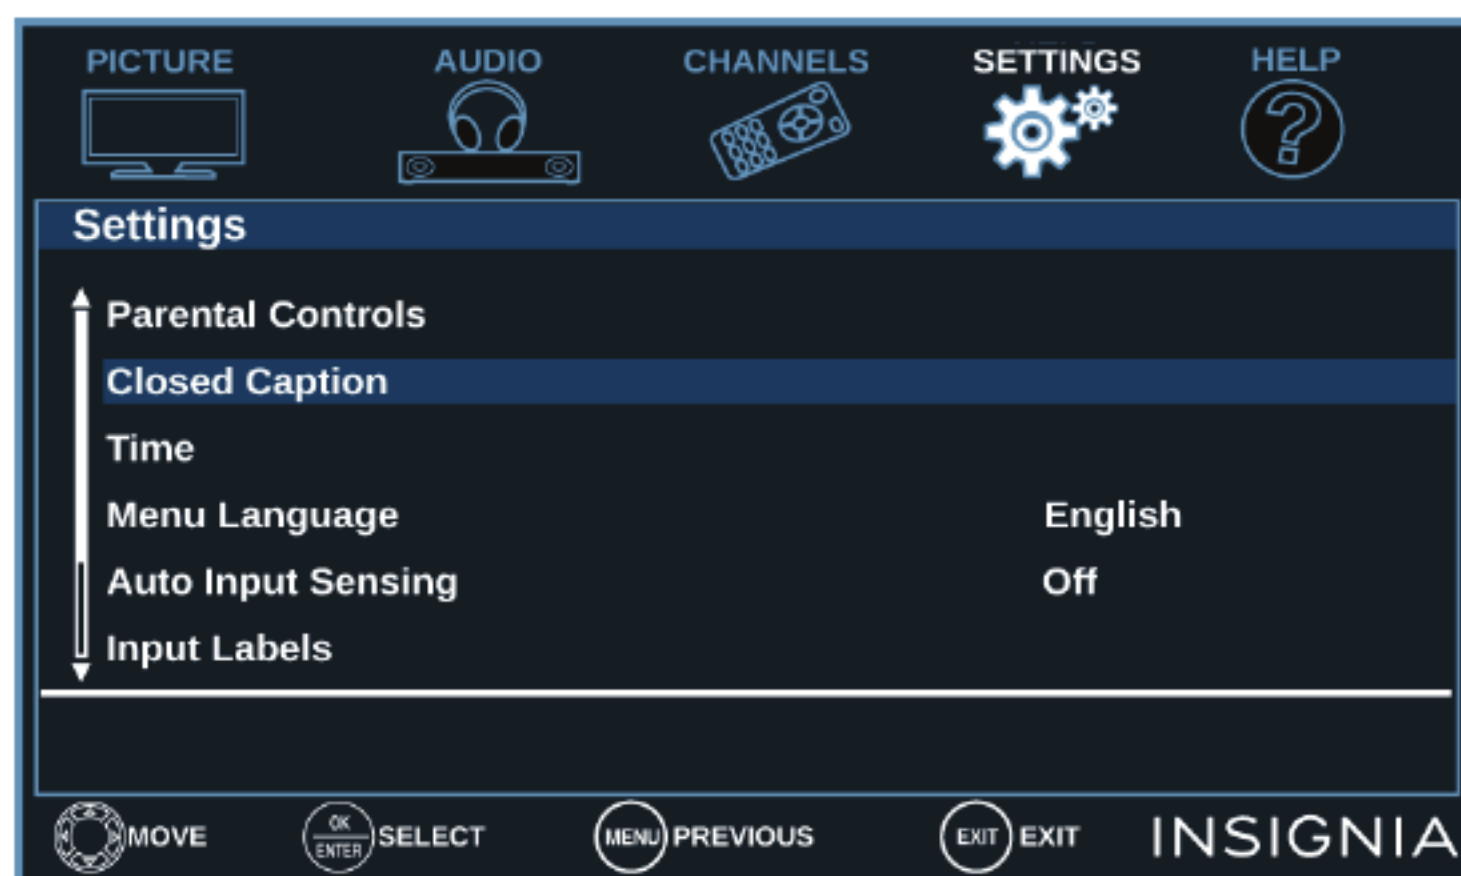 PICTURE AUDIO CHANNELS SETTINGS HELP
Settings
Parental Controls
Closed Caption
Time
Menu Language English
Auto Input Sensing Off
Input Labels
MOVE OK ENTER SELECT MENU PREVIOUS EXIT EXIT INSIGNIA